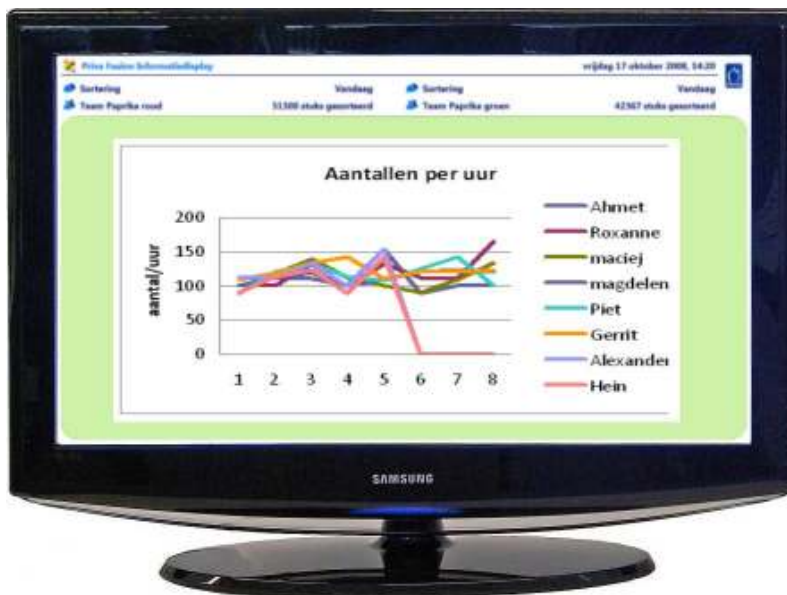 Priva Fusion Informatiedisplay vrijdag 17 oktober 2008, 14:20
Sortering Vandaag Sortering Vandaag
Team Paprika rood 51500 stuks gesorteerd Team Paprika groen 42367 stuks gesorteerd
Aantallen per uur
aantal/uur
200
150
100
50
0
1 2 3 4 5 6 7 8
Ahmet
Roxanne
maciej
magdelen
Piet
Gerrit
Alexander
Hein
SAMSUNG